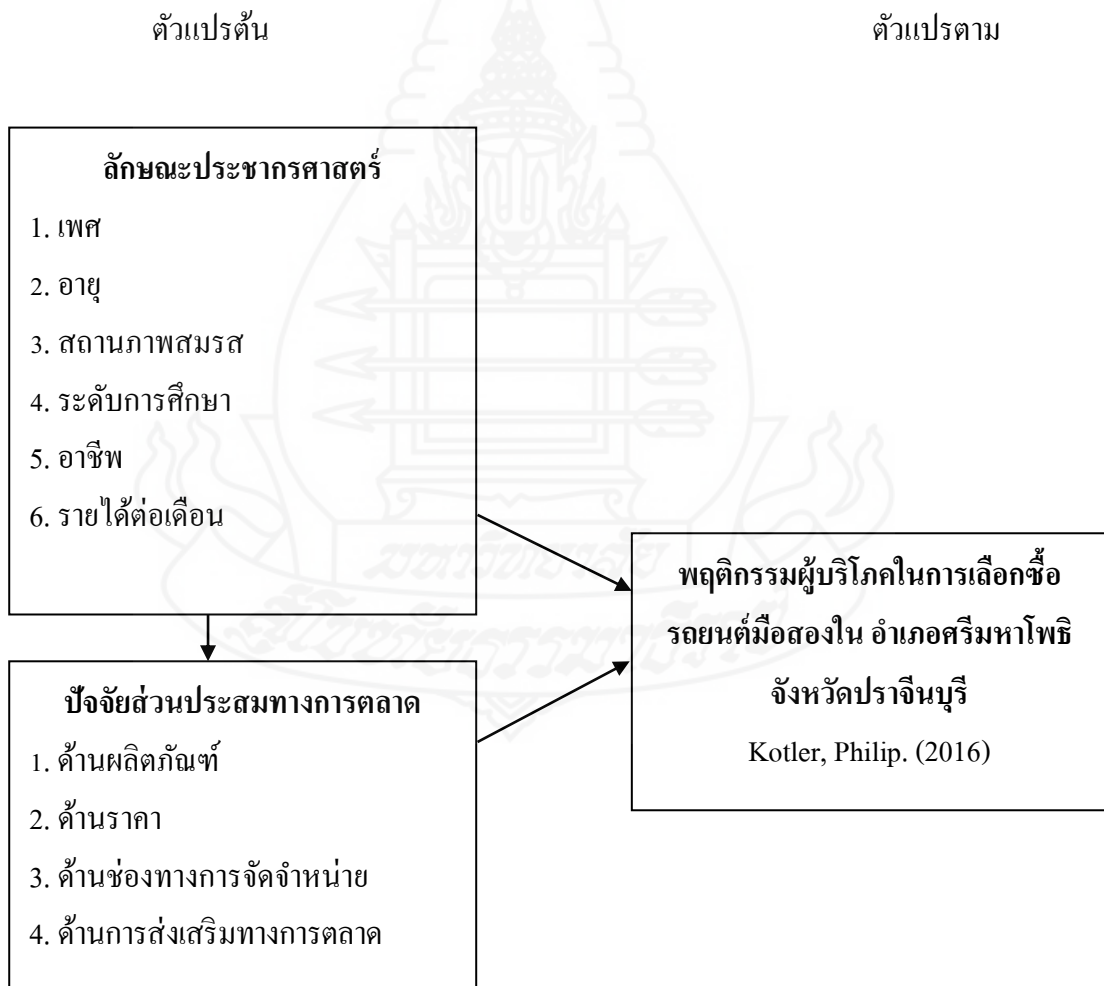 ตัวแปรต้น
ตัวแปรตาม
ลักษณะประชากรศาสตร์
1. เพศ
2. อายุ
3. สถานภาพสมรส
4. ระดับการศึกษา
5. อาชีพ
6. รายได้ต่อเดือน
ปัจจัยส่วนประสมทางการตลาด
1. ด้านผลิตภัณฑ์
2. ด้านราคา
3. ด้านช่องทางการจัดจำหน่าย
4. ด้านการส่งเสริมทางการตลาด
พฤติกรรมผู้บริโภคในการเลือกซื้อ
รถยนต์มือสองใน อำเภอศรีมหาโพธิ
จังหวัดปราจีนบุรี
Kotler, Philip. (2016)